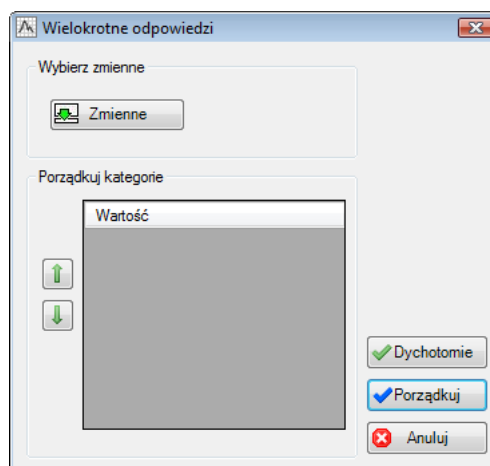 Wielokrotne odpowiedzi
Wybierz zmienne
Zmienne
Porządkuj kategorie
Wartość
Dychotomie
Porządkuj
Anuluj